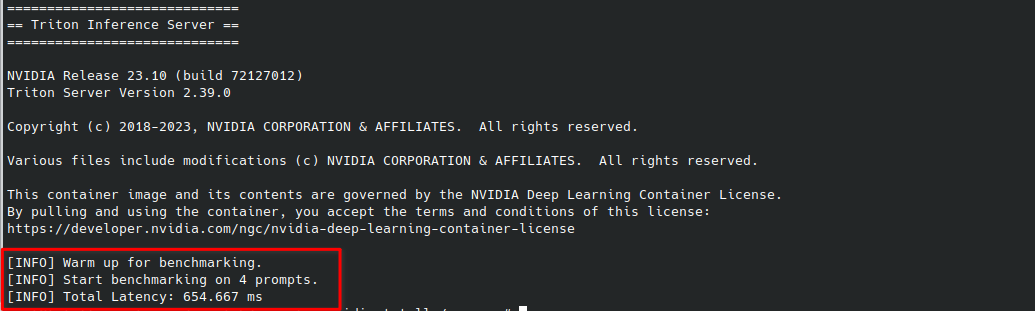 =============================
== Triton Inference Server ==
=============================
NVIDIA Release 23.10 (build 72127012)
Triton Server Version 2.39.0
Copyright (c) 2018-2023, NVIDIA CORPORATION & AFFILIATES.  All rights reserved.
Various files include modifications (c) NVIDIA CORPORATION & AFFILIATES.  All rights reserved.
This container image and its contents are governed by the NVIDIA Deep Learning Container License.
By pulling and using the container, you accept the terms and conditions of this license:
https://developer.nvidia.com/ngc/nvidia-deep-learning-container-license
[INFO] Warm up for benchmarking.
[INFO] Start benchmarking on 4 prompts.
[INFO] Total Latency: 654.667 ms